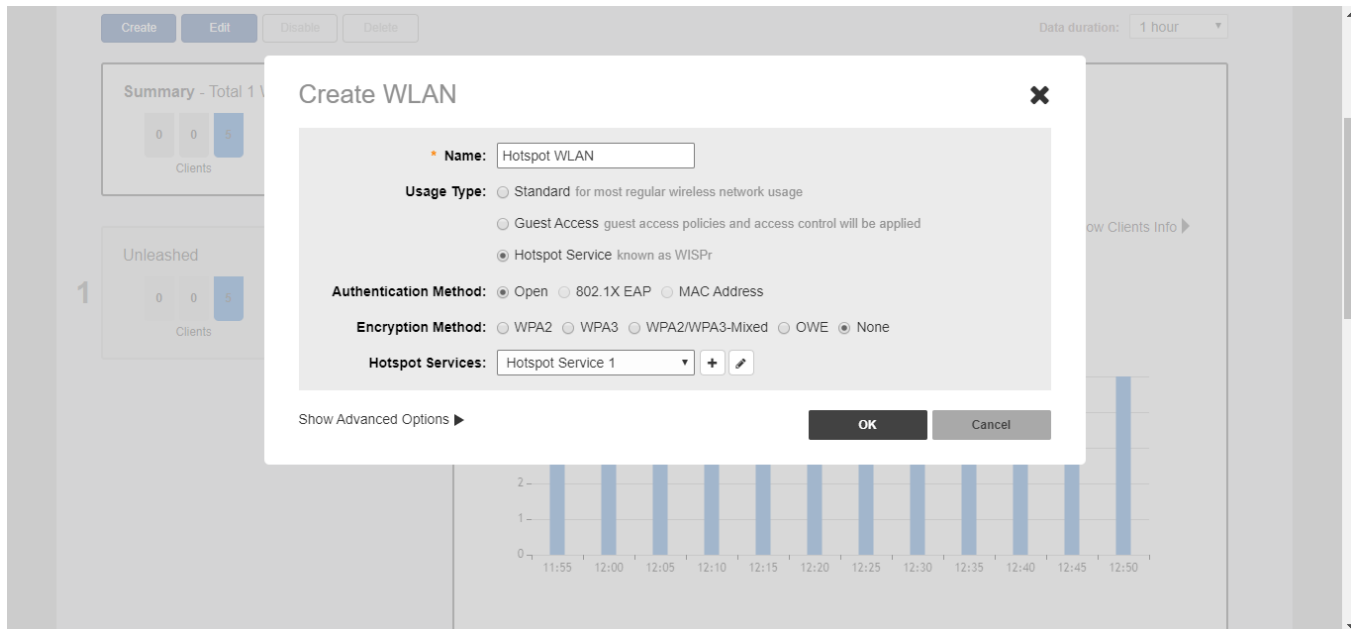 Create Edit Disable Delete Data duration: 1 hour
Summary - Total 1
0 0 5
Clients
Create WLAN
* Name: Hotspot WLAN
Usage Type: Standard for most regular wireless network usage
Guest Access guest access policies and access control will be applied
Hotspot Service known as WISPr
Authentication Method: Open 802.1X EAP MAC Address
Encryption Method: WPA2 WPA3 WPA2/WPA3-Mixed OWE None
Hotspot Services: Hotspot Service 1
Show Advanced Options
OK Cancel
ow Clients Info
Unleashed
1
0 0 5
Clients
2
1
0
11:55 12:00 12:05 12:10 12:15 12:20 12:25 12:30 12:35 12:40 12:45 12:50